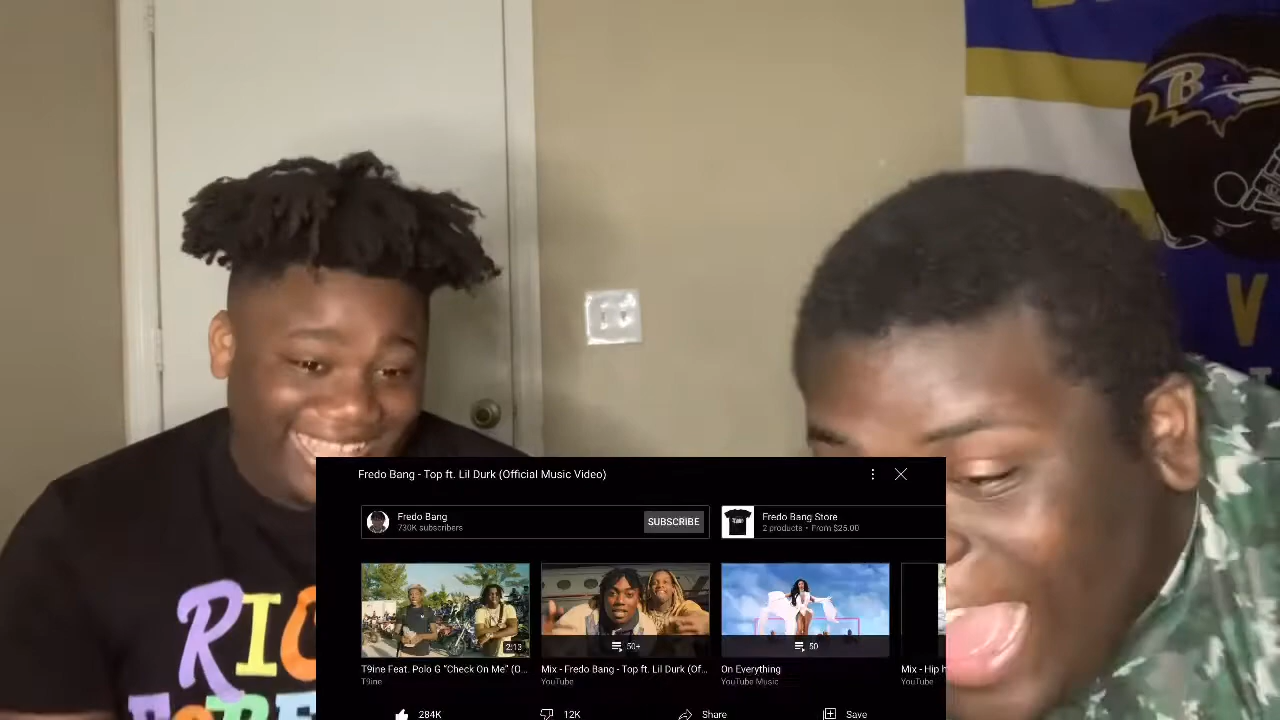 B
V
RIC
Fredo Bang - Top ft. Lil Durk (Official Music Video)
Fredo Bang
730K subscribers
SUBSCRIBE
Fredo Bang Store
2 products • From $25.00
2:13
50+
50
T9ine Feat. Polo G "Check On Me" (O...
T9ine
Mix - Fredo Bang - Top ft. Lil Durk (Of...
YouTube
On Everything
YouTube Music
Mix - Hip h
YouTube
284K
12K
Share
Save